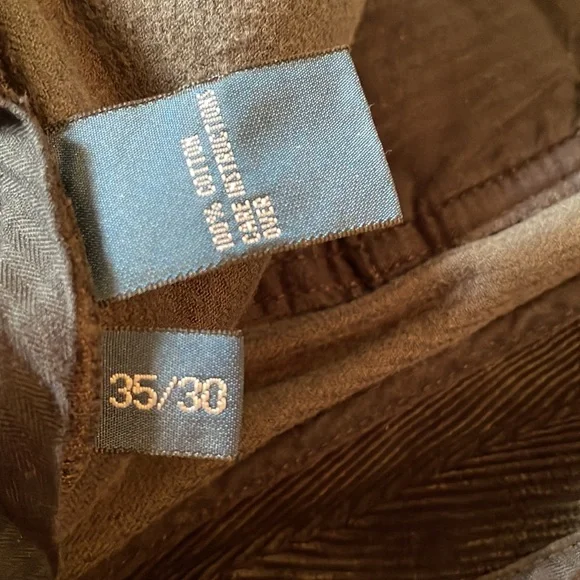 100% COTTON
CARE INSTRUCTIONS
OVER
35/30